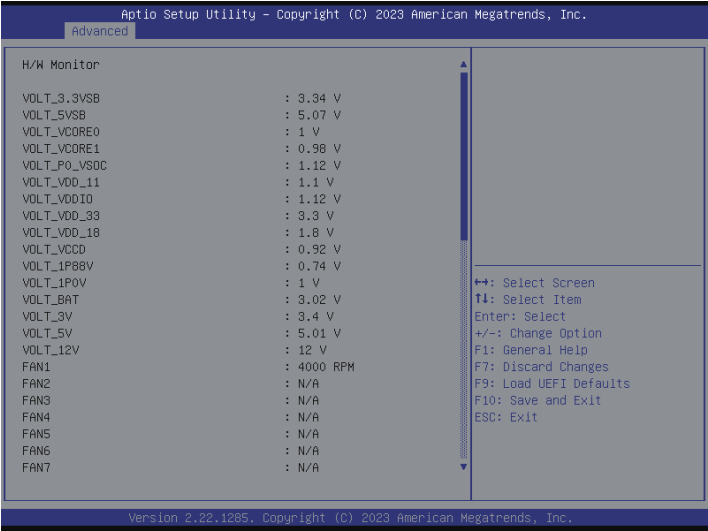 Aptio Setup Utility – Copyright (C) 2023 American Megatrends, Inc.
Advanced
H/W Monitor
VOLT_3.3VSB : 3.34 V
VOLT_5VSB : 5.07 V
VOLT_VCORE0 : 1 V
VOLT_VCORE1 : 0.98 V
VOLT_P0_VSOC : 1.12 V
VOLT_VDD_11 : 1.1 V
VOLT_VDDIO : 1.12 V
VOLT_VDD_33 : 3.3 V
VOLT_VDD_18 : 1.8 V
VOLT_VCCD : 0.92 V
VOLT_1P88V : 0.74 V
VOLT_1P0V : 1 V
VOLT_BAT : 3.02 V
VOLT_3V : 3.4 V
VOLT_5V : 5.01 V
VOLT_12V : 12 V
FAN1 : 4000 RPM
FAN2 : N/A
FAN3 : N/A
FAN4 : N/A
FAN5 : N/A
FAN6 : N/A
FAN7 : N/A
↔: Select Screen
↑↓: Select Item
Enter: Select
+/-: Change Option
F1: General Help
F7: Discard Changes
F9: Load UEFI Defaults
F10: Save and Exit
ESC: Exit
Version 2.22.1285. Copyright (C) 2023 American Megatrends, Inc.